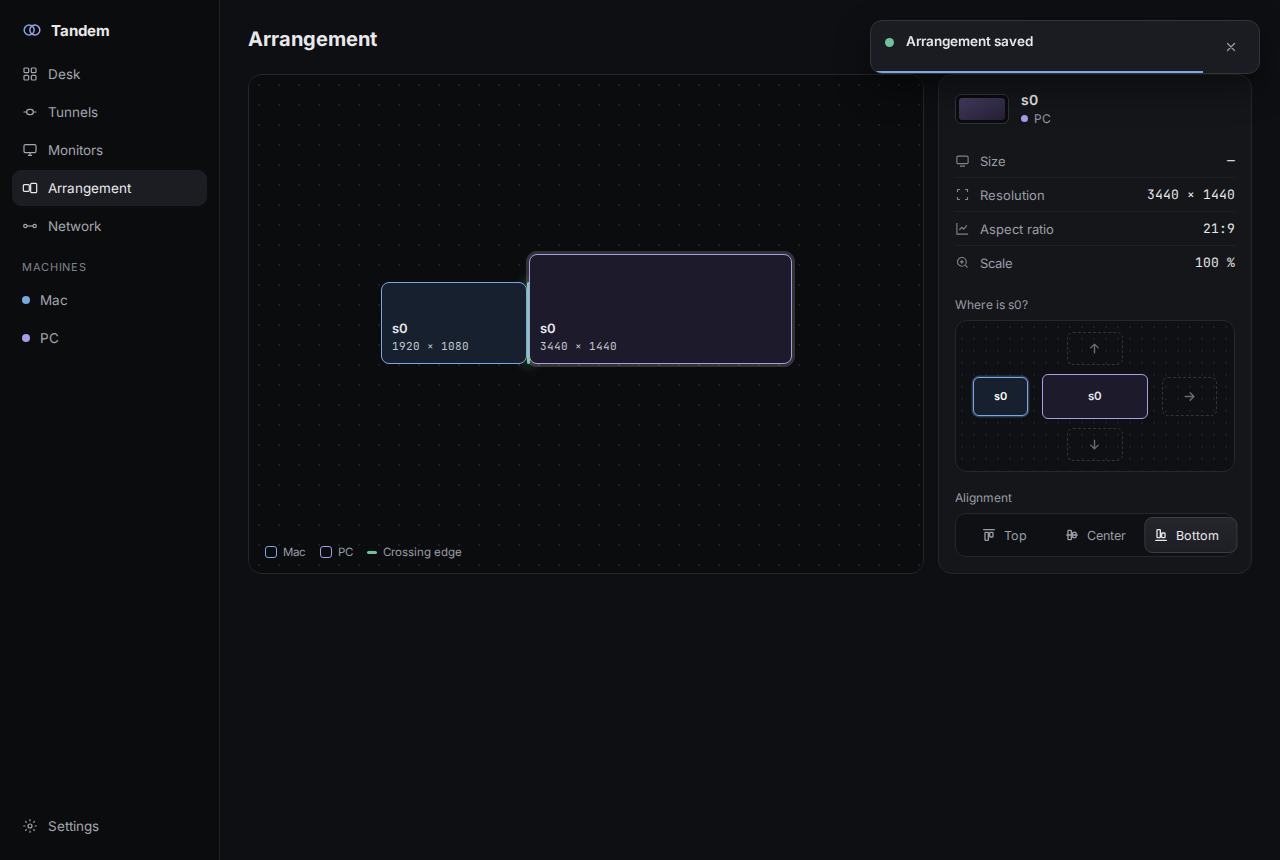 Tandem
Desk
Tunnels
Monitors
Arrangement
Network
MACHINES
Mac
PC
Settings
Arrangement
Arrangement saved
s0
1920 × 1080
s0
3440 × 1440
Mac
PC
Crossing edge
s0
PC
Size –
Resolution 3440 × 1440
Aspect ratio 21:9
Scale 100 %
Where is s0?
s0
s0
Alignment
Top
Center
Bottom